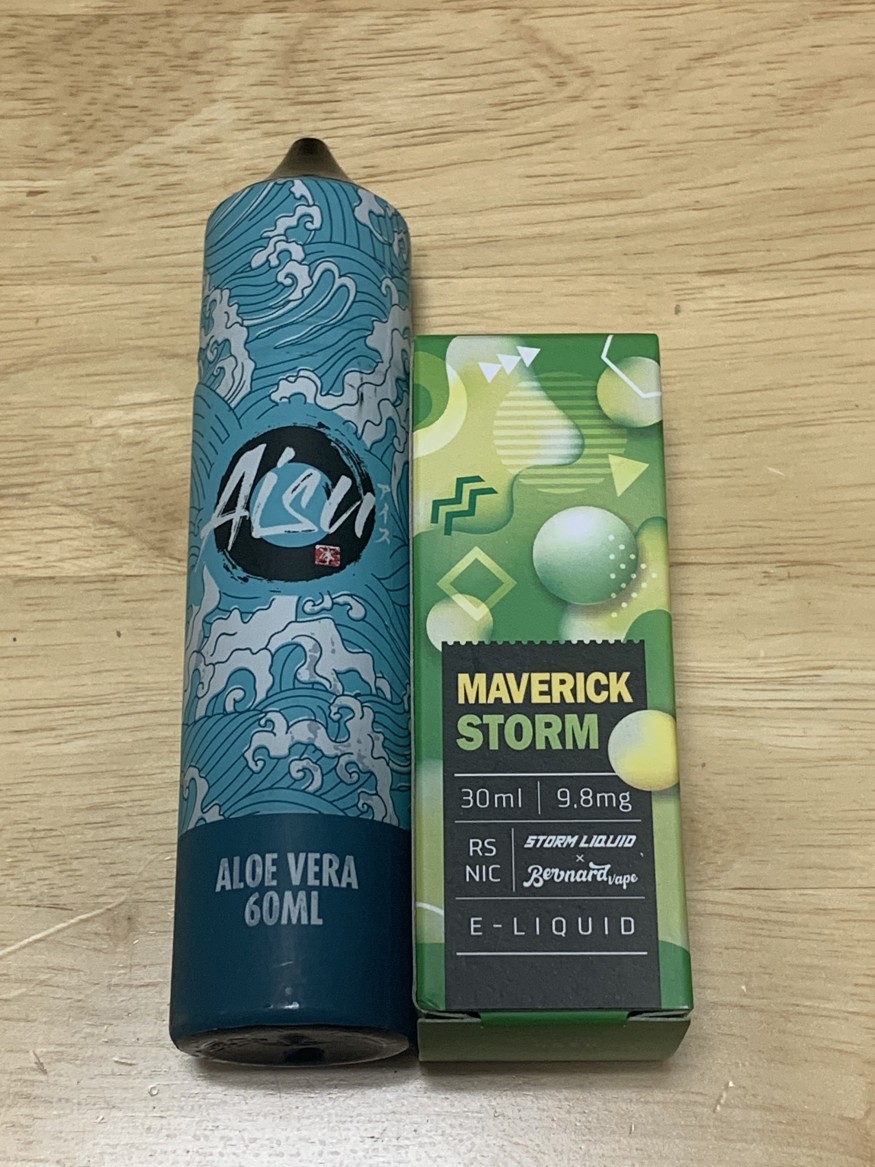 Aisu
アイス
ALOE VERA
60ML
MAVERICK
STORM
30ml | 9.8mg
RS
NIC
STORM LIQUID
×
Bernard vape
E-LIQUID